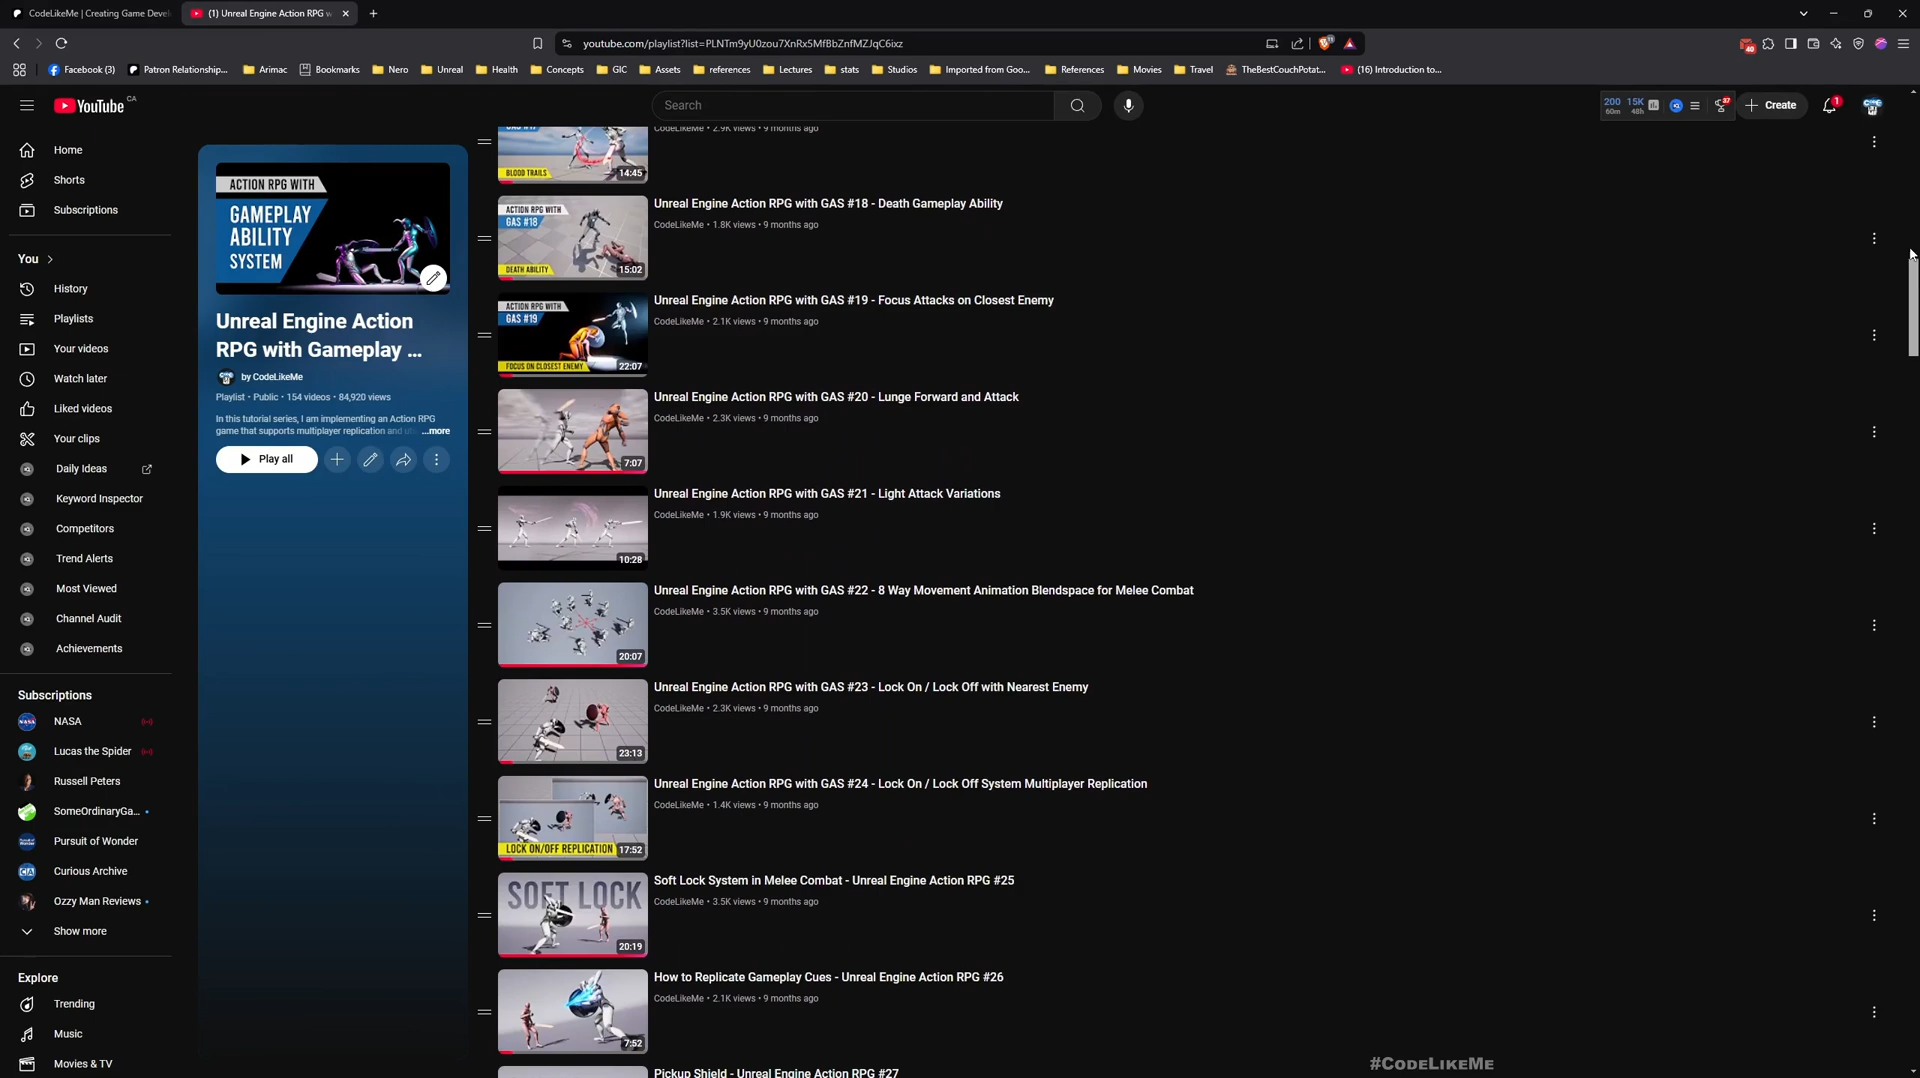 CodeLikeMe | Creating Game Devel
(1) Unreal Engine Action RPG w
youtube.com/playlist?list=PLNTm9yU0zou7XnRx5MfBbZnfMZJqC6ixz
11
40
Facebook (3)
Patron Relationship...
Arimac
Bookmarks
Nero
Unreal
Health
Concepts
GIC
Assets
references
Lectures
stats
Studios
Imported from Goo...
References
Movies
Travel
TheBestCouchPotat...
(16) Introduction to...
YouTube CA
Search
200 15K
60m 48h
37
Create
1
Home
Shorts
Subscriptions
You
History
Playlists
Your videos
Watch later
Liked videos
Your clips
Daily Ideas
Keyword Inspector
Competitors
Trend Alerts
Most Viewed
Channel Audit
Achievements
Subscriptions
NASA
Lucas the Spider
Russell Peters
SomeOrdinaryGa...
Pursuit of Wonder
Curious Archive
Ozzy Man Reviews
Show more
Explore
Trending
Music
Movies & TV
ACTION RPG WITH
GAMEPLAY
ABILITY
SYSTEM
Unreal Engine Action
RPG with Gameplay ...
by CodeLikeMe
Playlist • Public • 154 videos • 84,920 views
In this tutorial series, I am implementing an Action RPG
game that supports multiplayer replication and
...more
Play all
BLOOD TRAILS
14:45
CodeLikeMe • 2.9K views • 9 months ago
ACTION RPG WITH
GAS #18
DEATH ABILITY
15:02
Unreal Engine Action RPG with GAS #18 - Death Gameplay Ability
CodeLikeMe • 1.8K views • 9 months ago
ACTION RPG WITH
GAS #19
FOCUS ON CLOSEST ENEMY
22:07
Unreal Engine Action RPG with GAS #19 - Focus Attacks on Closest Enemy
CodeLikeMe • 2.1K views • 9 months ago
7:07
Unreal Engine Action RPG with GAS #20 - Lunge Forward and Attack
CodeLikeMe • 2.3K views • 9 months ago
10:28
Unreal Engine Action RPG with GAS #21 - Light Attack Variations
CodeLikeMe • 1.9K views • 9 months ago
20:07
Unreal Engine Action RPG with GAS #22 - 8 Way Movement Animation Blendspace for Melee Combat
CodeLikeMe • 3.5K views • 9 months ago
23:13
Unreal Engine Action RPG with GAS #23 - Lock On / Lock Off with Nearest Enemy
CodeLikeMe • 2.3K views • 9 months ago
LOCK ON/OFF REPLICATION
17:52
Unreal Engine Action RPG with GAS #24 - Lock On / Lock Off System Multiplayer Replication
CodeLikeMe • 1.4K views • 9 months ago
SOFT LOCK
20:19
Soft Lock System in Melee Combat - Unreal Engine Action RPG #25
CodeLikeMe • 3.5K views • 9 months ago
7:52
How to Replicate Gameplay Cues - Unreal Engine Action RPG #26
CodeLikeMe • 2.1K views • 9 months ago
Pickup Shield - Unreal Engine Action RPG #27
#CodeLikeMe